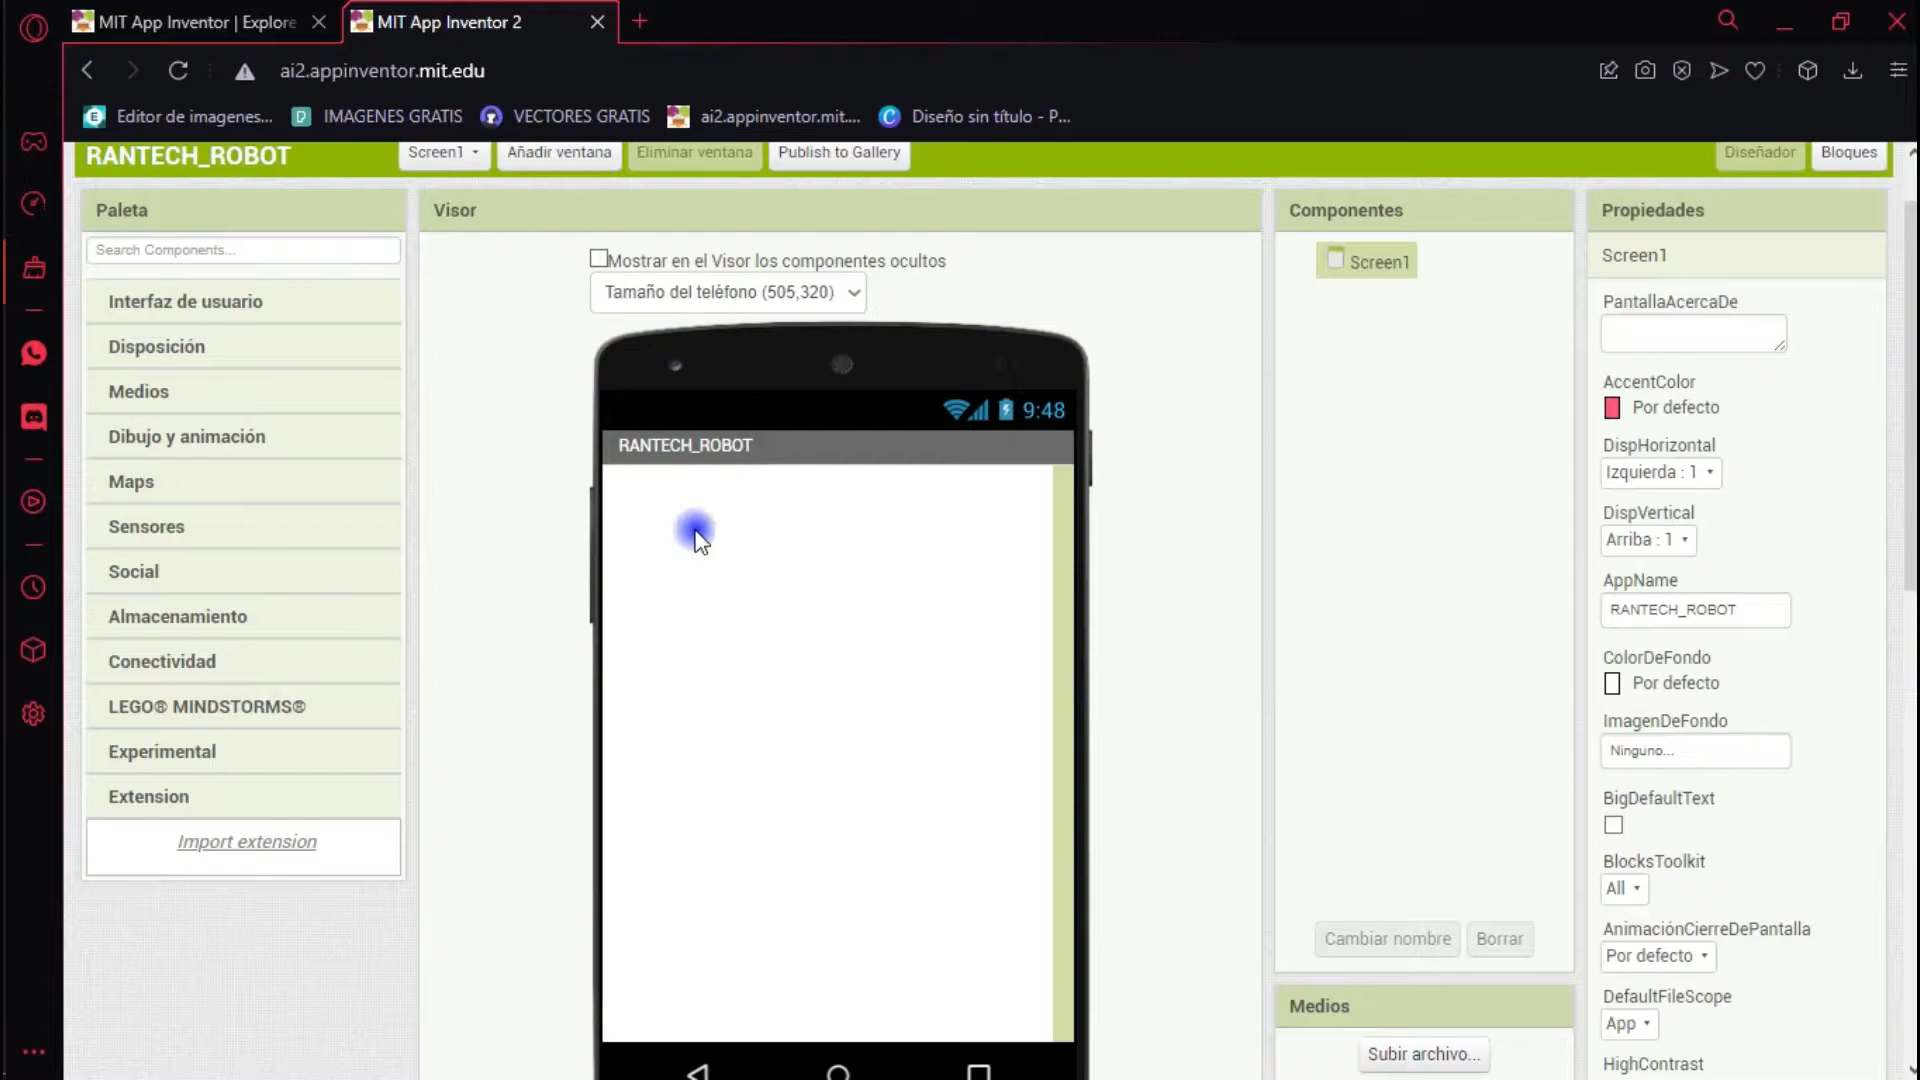 MIT App Inventor | Explore
MIT App Inventor 2
ai2.appinventor.mit.edu
Editor de imagenes...
IMAGENES GRATIS
VECTORES GRATIS
ai2.appinventor.mit....
Diseño sin título - P...
RANTECH_ROBOT
Screen1
Añadir ventana
Eliminar ventana
Publish to Gallery
Diseñador
Bloques
Paleta
Search Components...
Interfaz de usuario
Disposición
Medios
Dibujo y animación
Maps
Sensores
Social
Almacenamiento
Conectividad
LEGO® MINDSTORMS®
Experimental
Extension
Import extension
Visor
Mostrar en el Visor los componentes ocultos
Tamaño del teléfono (505,320)
9:48
RANTECH_ROBOT
Componentes
Screen1
Cambiar nombre
Borrar
Medios
Subir archivo...
Propiedades
Screen1
PantallaAcercaDe
AccentColor
Por defecto
DispHorizontal
Izquierda : 1
DispVertical
Arriba : 1
AppName
RANTECH_ROBOT
ColorDeFondo
Por defecto
ImagenDeFondo
Ninguno...
BigDefaultText
BlocksToolkit
All
AnimaciónCierreDePantalla
Por defecto
DefaultFileScope
App
HighContrast